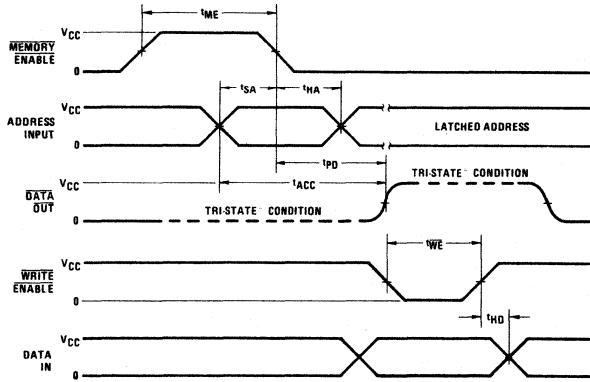 tME
VCC
MEMORY
ENABLE
0
tSA
tHA
VCC
ADDRESS
INPUT
LATCHED ADDRESS
0
tPD
tACC
TRI-STATE CONDITION
VCC
DATA
OUT
TRI-STATE CONDITION
0
tWE
VCC
WRITE
ENABLE
0
tHD
VCC
DATA
IN
0